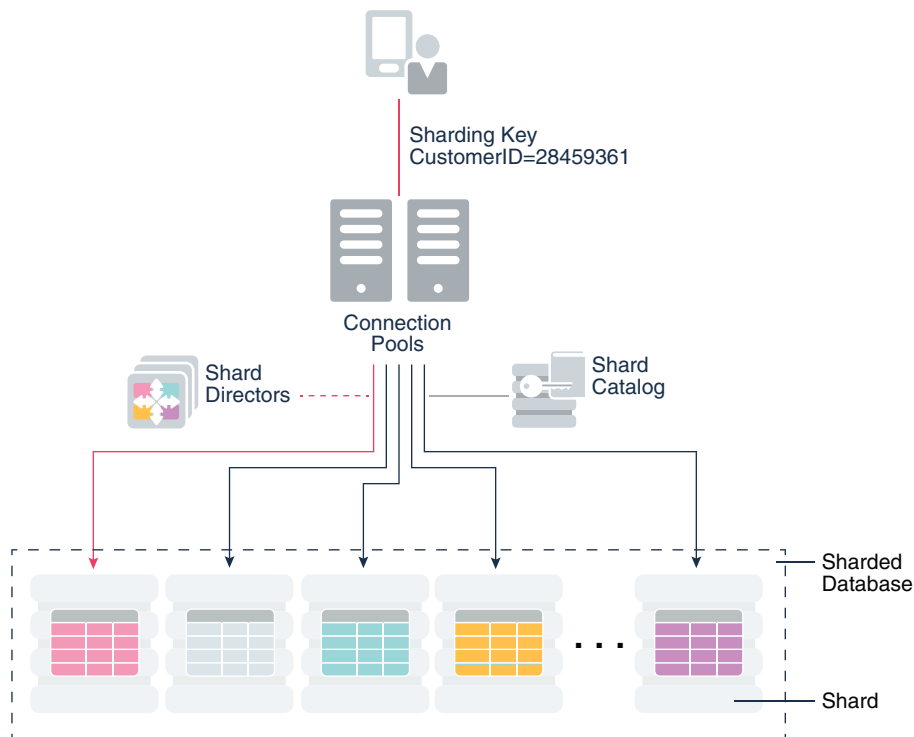 Sharding Key
CustomerID=28459361
Connection
Pools
Shard
Directors
Shard
Catalog
Sharded
Database
. . .
Shard